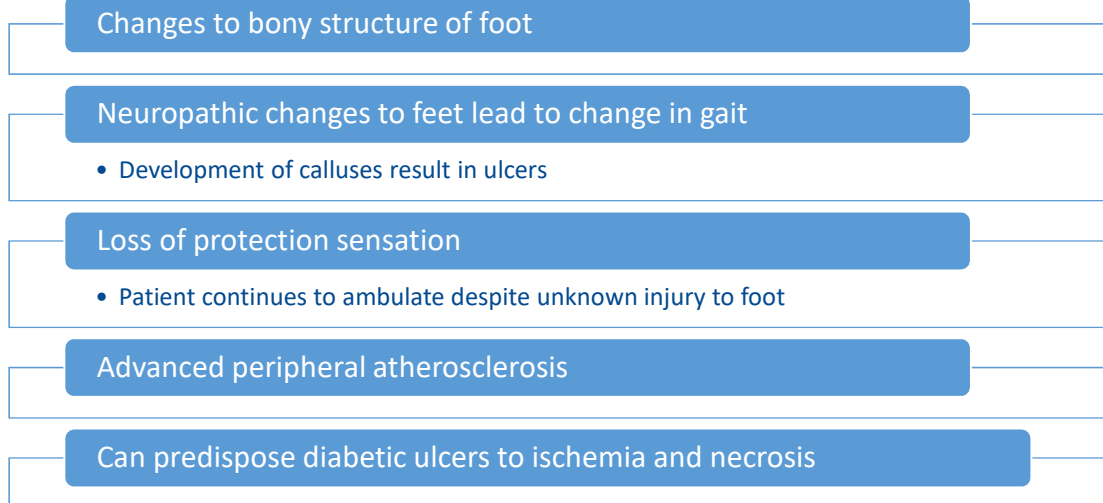 Changes to bony structure of foot
Neuropathic changes to feet lead to change in gait
• Development of calluses result in ulcers
Loss of protection sensation
• Patient continues to ambulate despite unknown injury to foot
Advanced peripheral atherosclerosis
Can predispose diabetic ulcers to ischemia and necrosis